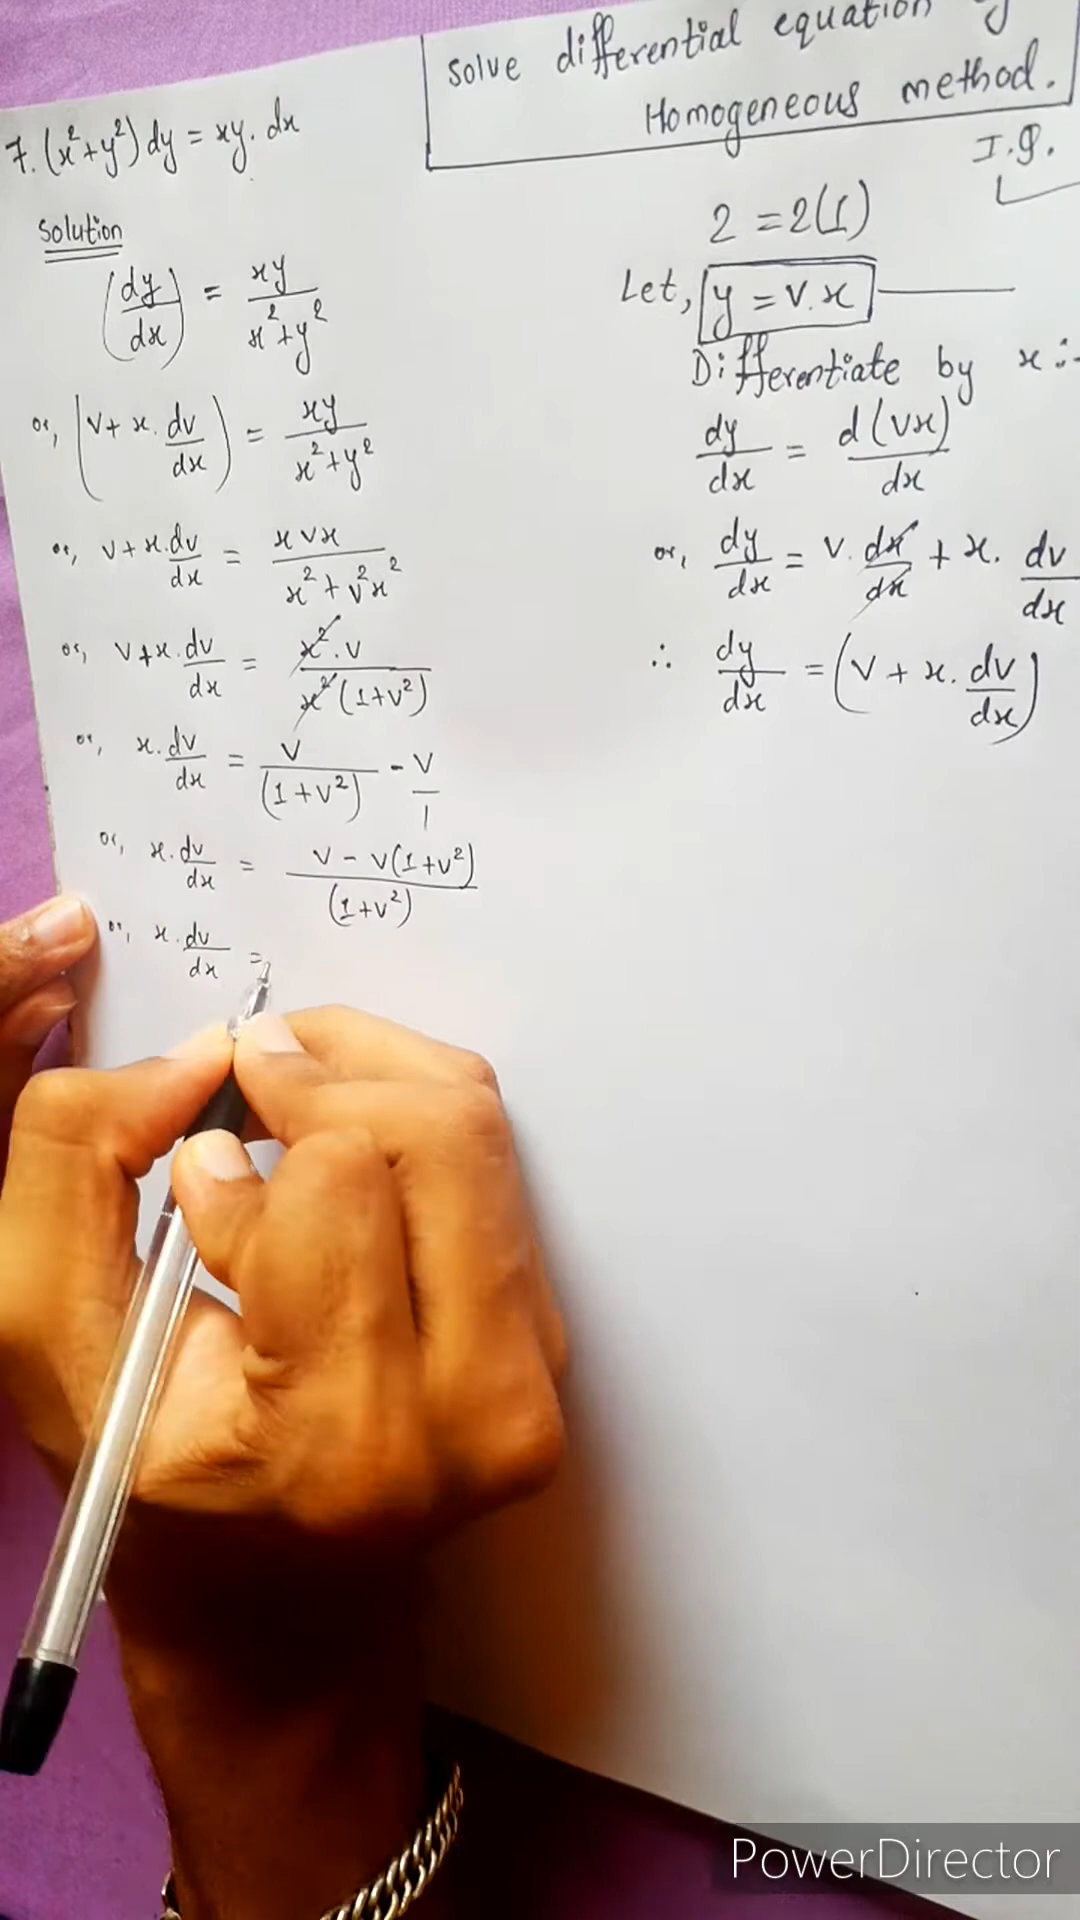 solve differential equation
Homogeneous method.
I.g.
7. (x²+y²) dy = xy. dx
Solution
(dy/dx) = xy/x²+y²
or, (v+ x. dv/dx) = xy/x²+y²
or, v+x.dv/dx = x v x/x²+v²x²
or, v+x.dv/dx = x².v/x²(1+v²)
or, x.dv/dx = v/(1+v²) - v/1
or, x.dv/dx = v - v(1+v²)/(1+v²)
or, x.dv/dx =
2 = 2(1)
Let, y = v.x
Differentiate by x :-
dy/dx = d(vx)/dx
or, dy/dx = v. dx/dx + x. dv/dx
∴ dy/dx = (v + x. dv/dx)
PowerDirector